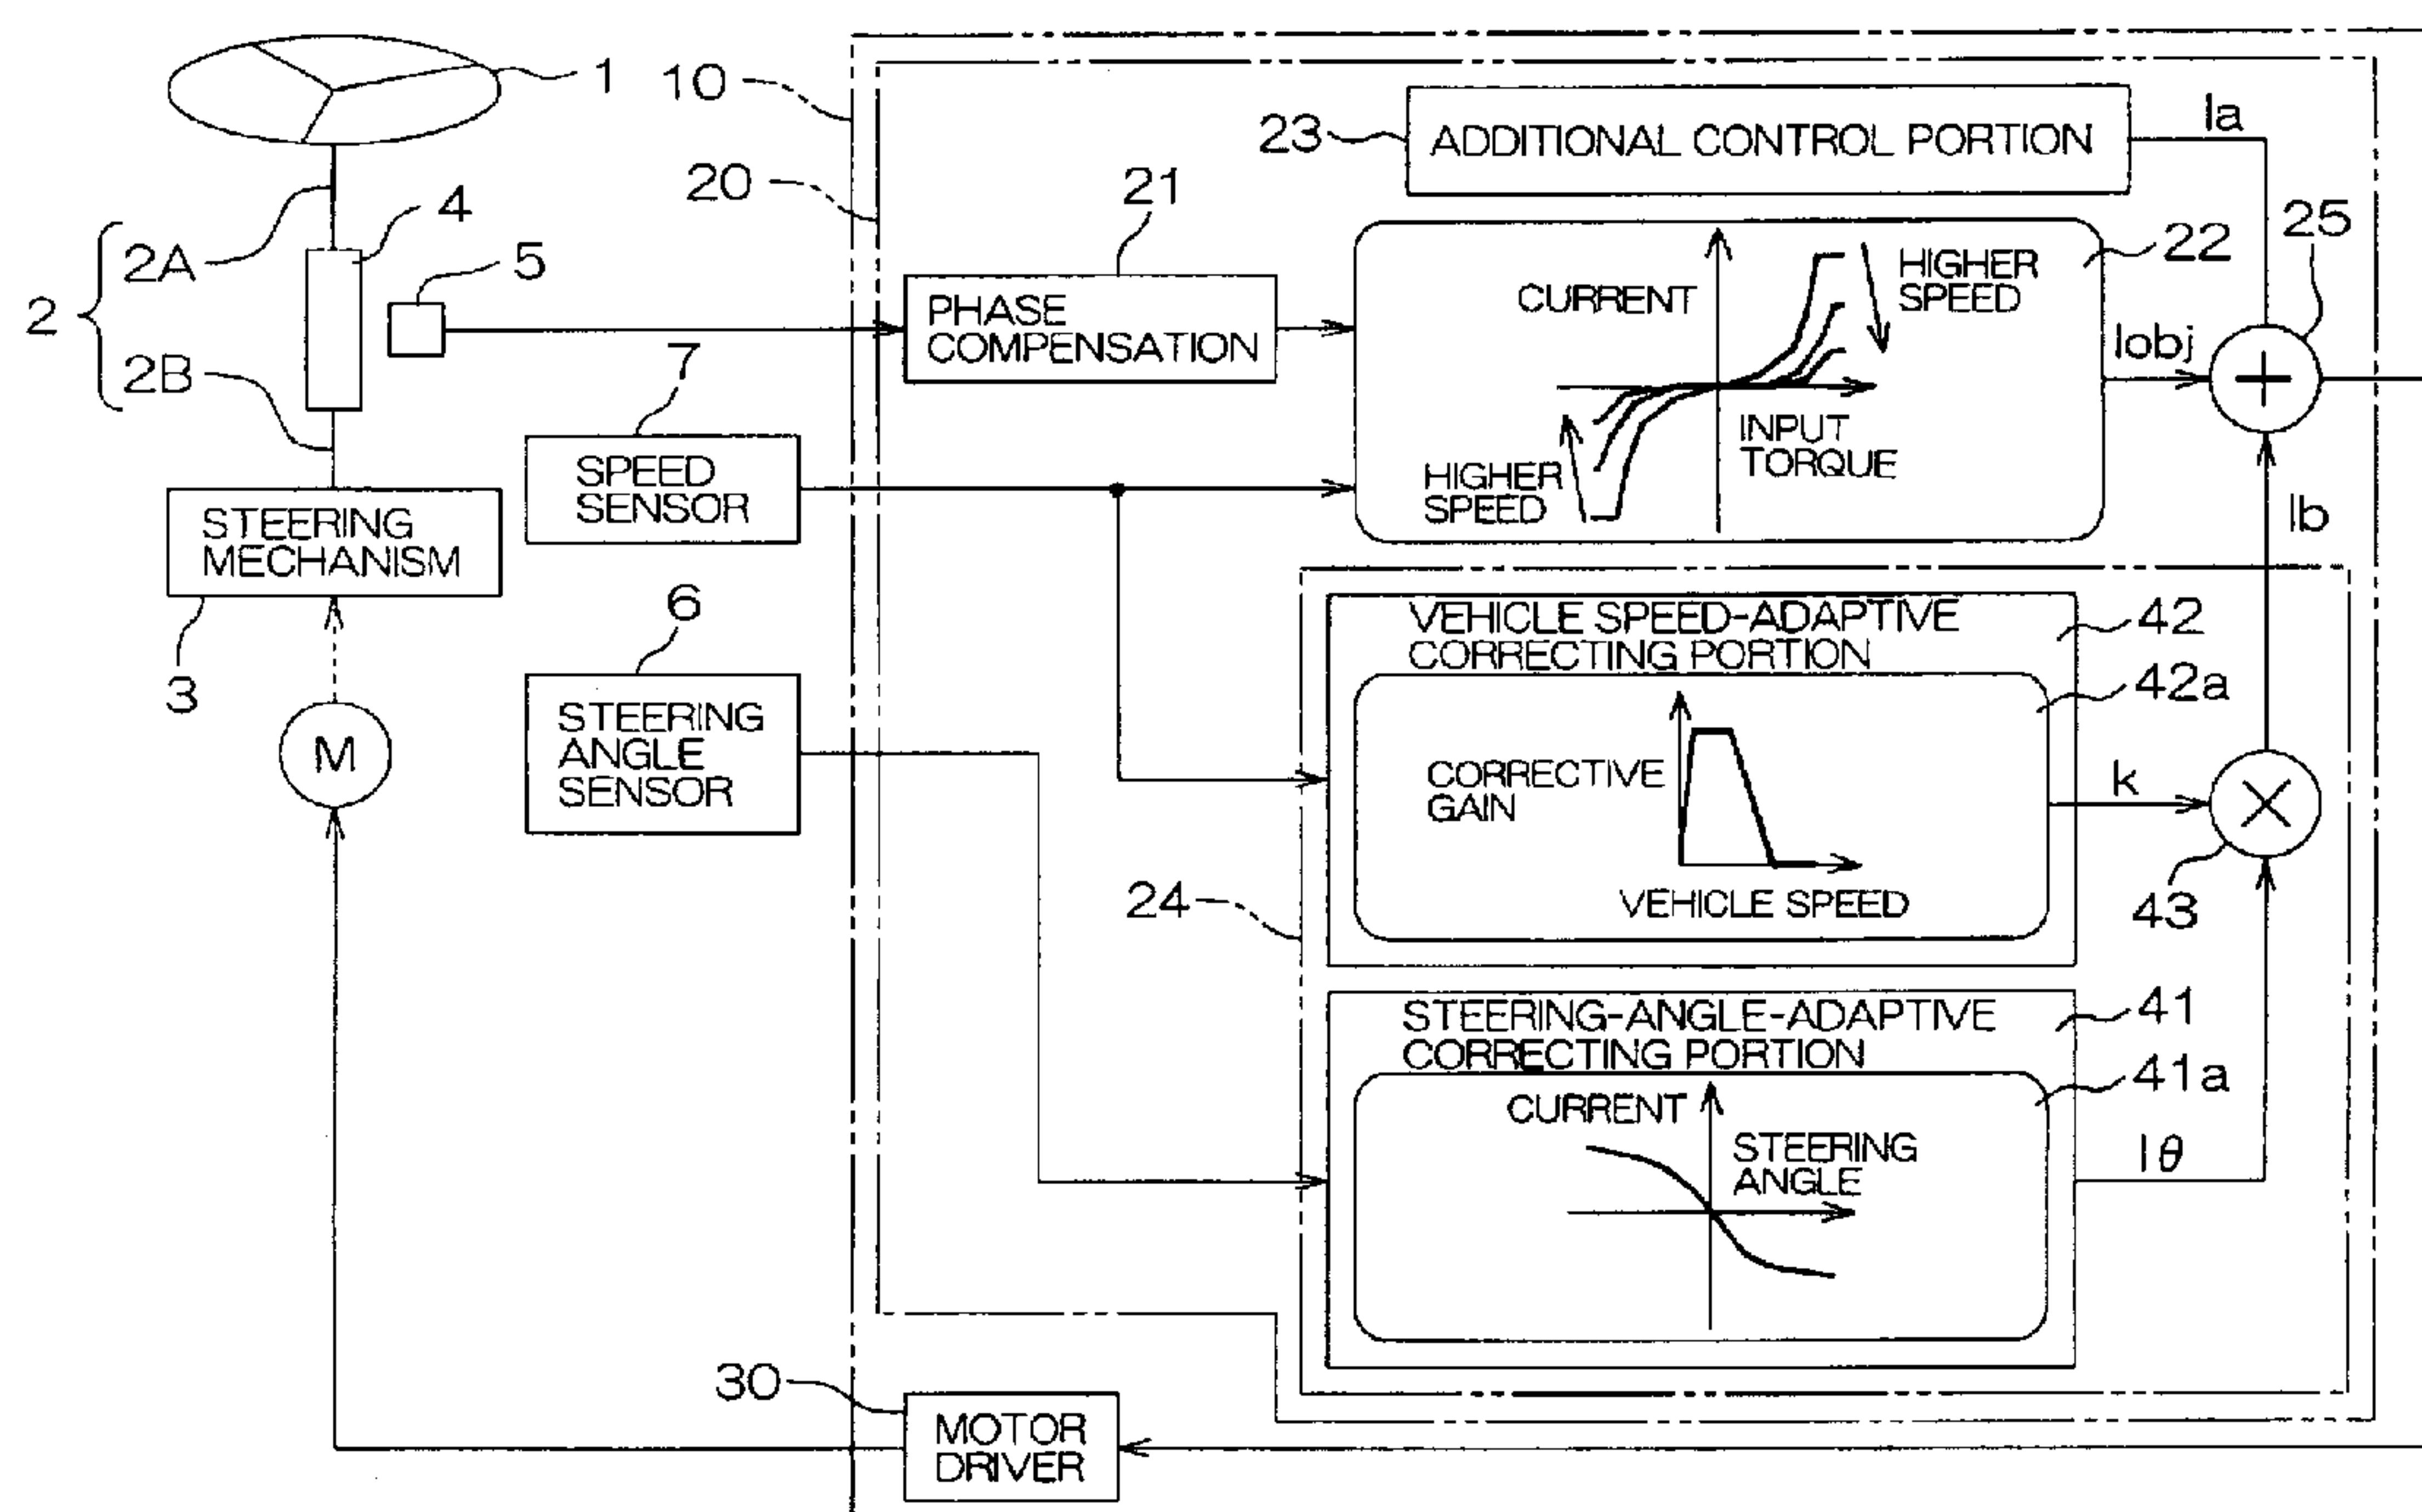 1
10
20
2
2A
2B
4
5
7
SPEED
SENSOR
STEERING
MECHANISM
3
M
6
STEERING
ANGLE
SENSOR
21
PHASE
COMPENSATION
23
ADDITIONAL CONTROL PORTION
Ia
22
25
CURRENT
HIGHER
SPEED
INPUT
TORQUE
HIGHER
SPEED
Iobj
+
Ib
24
VEHICLE SPEED-ADAPTIVE
CORRECTING PORTION
42
42a
CORRECTIVE
GAIN
VEHICLE SPEED
k
×
43
STEERING-ANGLE-ADAPTIVE
CORRECTING PORTION
41
41a
CURRENT
STEERING
ANGLE
Iθ
30
MOTOR
DRIVER